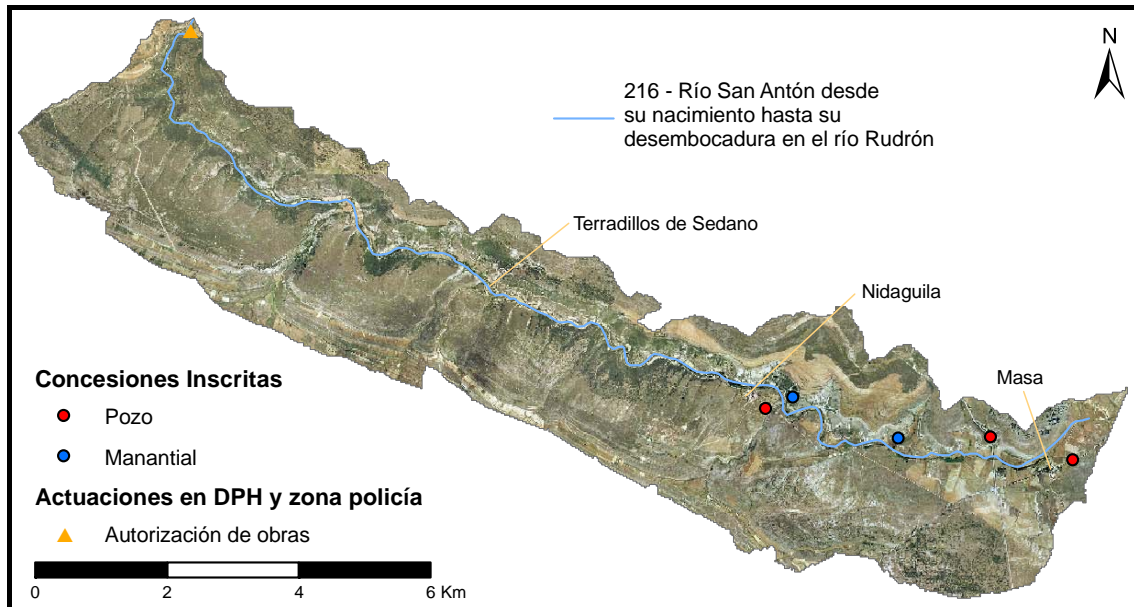 N
216 - Río San Antón desde
su nacimiento hasta su
desembocadura en el río Rudrón
Terradillos de Sedano
Nidaguila
Masa
Concesiones Inscritas
Pozo
Manantial
Actuaciones en DPH y zona policía
Autorización de obras
0 2 4 6 Km